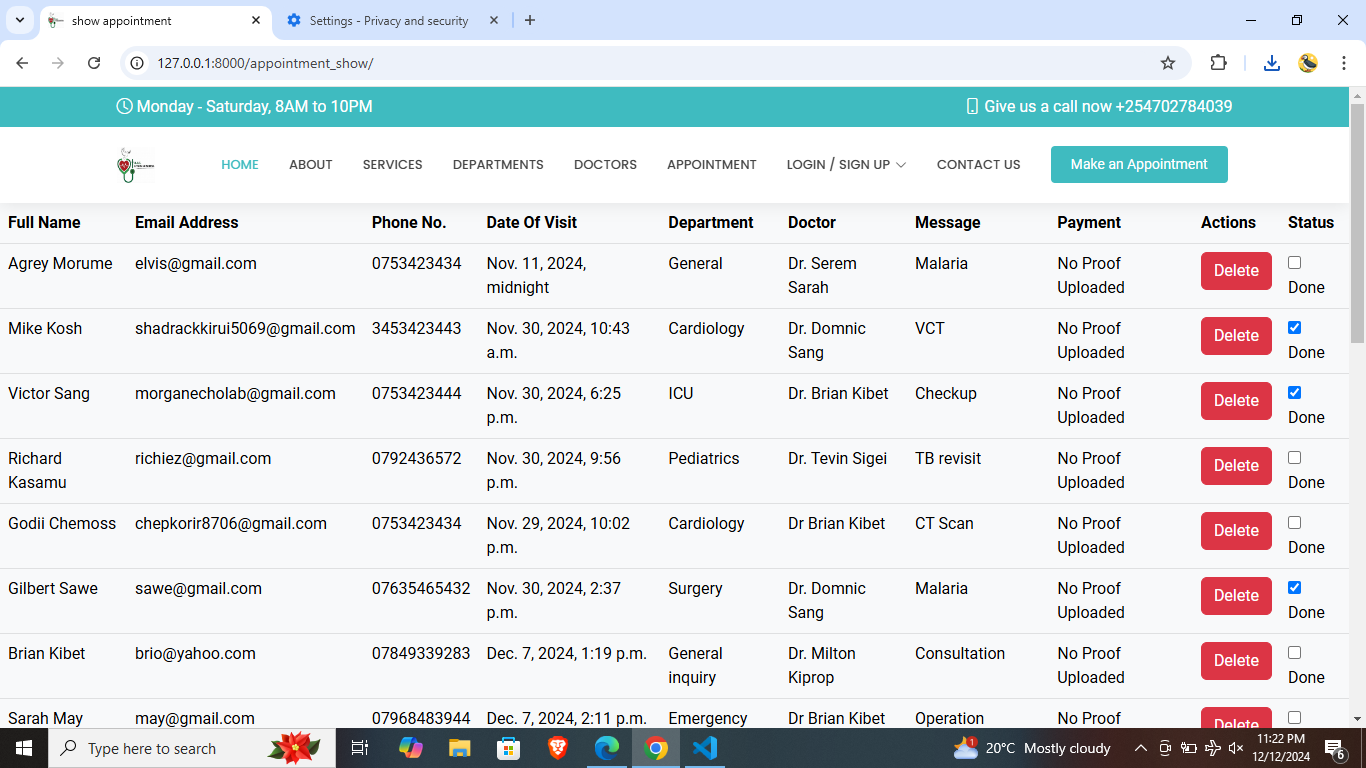 show appointment
Settings - Privacy and security
127.0.0.1:8000/appointment_show/
Monday - Saturday, 8AM to 10PM
Give us a call now +254702784039
HOME ABOUT SERVICES DEPARTMENTS DOCTORS APPOINTMENT LOGIN / SIGN UP CONTACT US Make an Appointment
Full Name Email Address Phone No. Date Of Visit Department Doctor Message Payment Actions Status
Agrey Morume elvis@gmail.com 0753423434 Nov. 11, 2024, General Dr. Serem Malaria No Proof Delete
midnight Sarah Uploaded Done
Mike Kosh shadrackkirui5069@gmail.com 3453423443 Nov. 30, 2024, 10:43 Cardiology Dr. Domnic VCT No Proof Delete
a.m. Sang Uploaded Done
Victor Sang morganecholab@gmail.com 0753423444 Nov. 30, 2024, 6:25 ICU Dr. Brian Kibet Checkup No Proof Delete
p.m. Uploaded Done
Richard richiez@gmail.com 0792436572 Nov. 30, 2024, 9:56 Pediatrics Dr. Tevin Sigei TB revisit No Proof Delete
Kasamu p.m. Uploaded Done
Godii Chemoss chepkorir8706@gmail.com 0753423434 Nov. 29, 2024, 10:02 Cardiology Dr Brian Kibet CT Scan No Proof Delete
p.m. Uploaded Done
Gilbert Sawe sawe@gmail.com 07635465432 Nov. 30, 2024, 2:37 Surgery Dr. Domnic Malaria No Proof Delete
p.m. Sang Uploaded Done
Brian Kibet brio@yahoo.com 07849339283 Dec. 7, 2024, 1:19 p.m. General Dr. Milton Consultation No Proof Delete
inquiry Kiprop Uploaded Done
Sarah May may@gmail.com 07968483944 Dec. 7, 2024, 2:11 p.m. Emergency Dr Brian Kibet Operation No Proof Delete
Type here to search
1
20°C Mostly cloudy
11:22 PM
12/12/2024
6